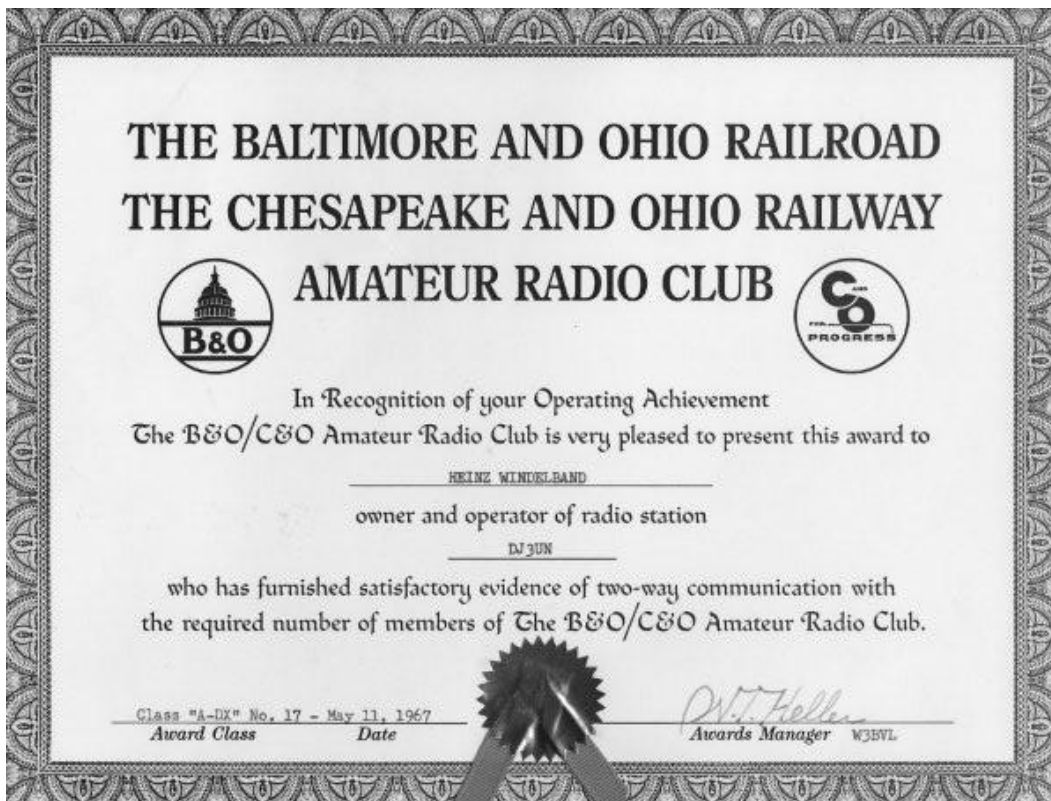 THE BALTIMORE AND OHIO RAILROAD
THE CHESAPEAKE AND OHIO RAILWAY
AMATEUR RADIO CLUB
B&O
C AND O
FOR PROGRESS
In Recognition of your Operating Achievement
The B&O/C&O Amateur Radio Club is very pleased to present this award to
HEINZ WINDELBAND
owner and operator of radio station
DJ3UN
who has furnished satisfactory evidence of two-way communication with
the required number of members of The B&O/C&O Amateur Radio Club.
Class "A-DX" No. 17 - May 11, 1967
W.T. Heller
Award Class Date
Awards Manager W3BVL